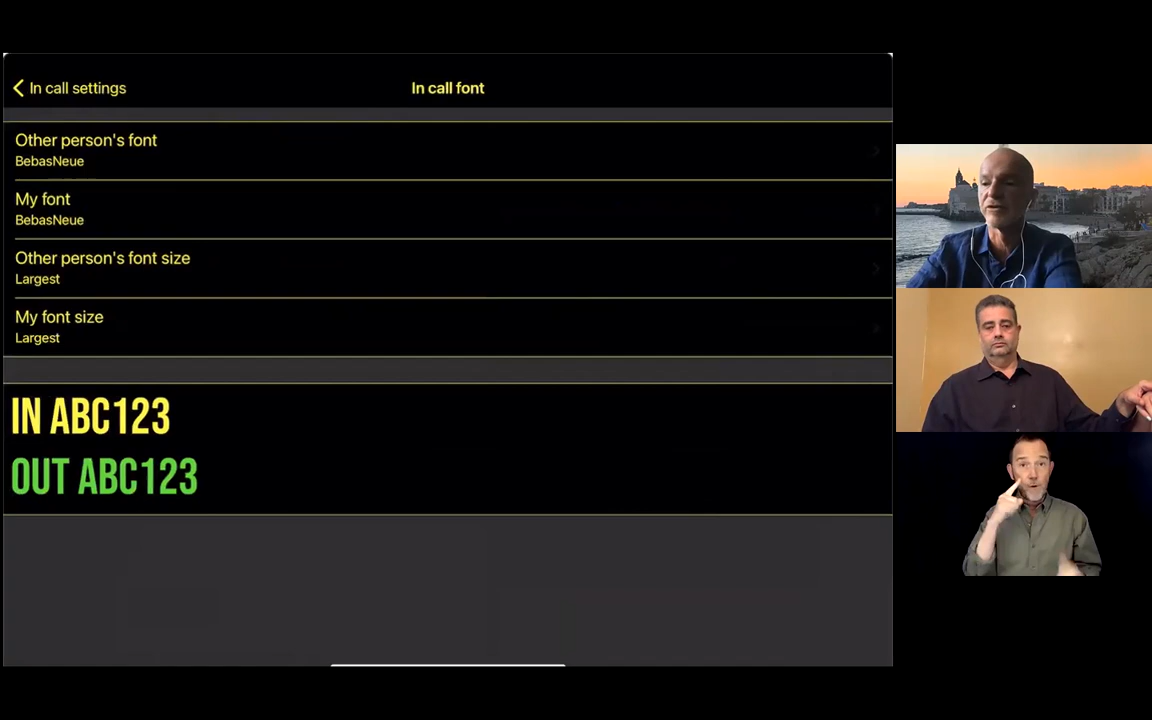 In call settings
In call font
Other person's font
BebasNeue
My font
BebasNeue
Other person's font size
Largest
My font size
Largest
IN ABC123
OUT ABC123